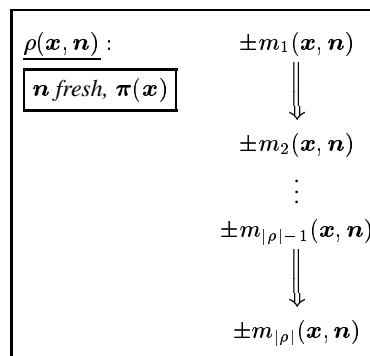 ρ(x, n) :
n fresh, π(x)
±m₁(x, n)
±m₂(x, n)
⋮
±m_{|ρ|−1}(x, n)
±m_{|ρ|}(x, n)